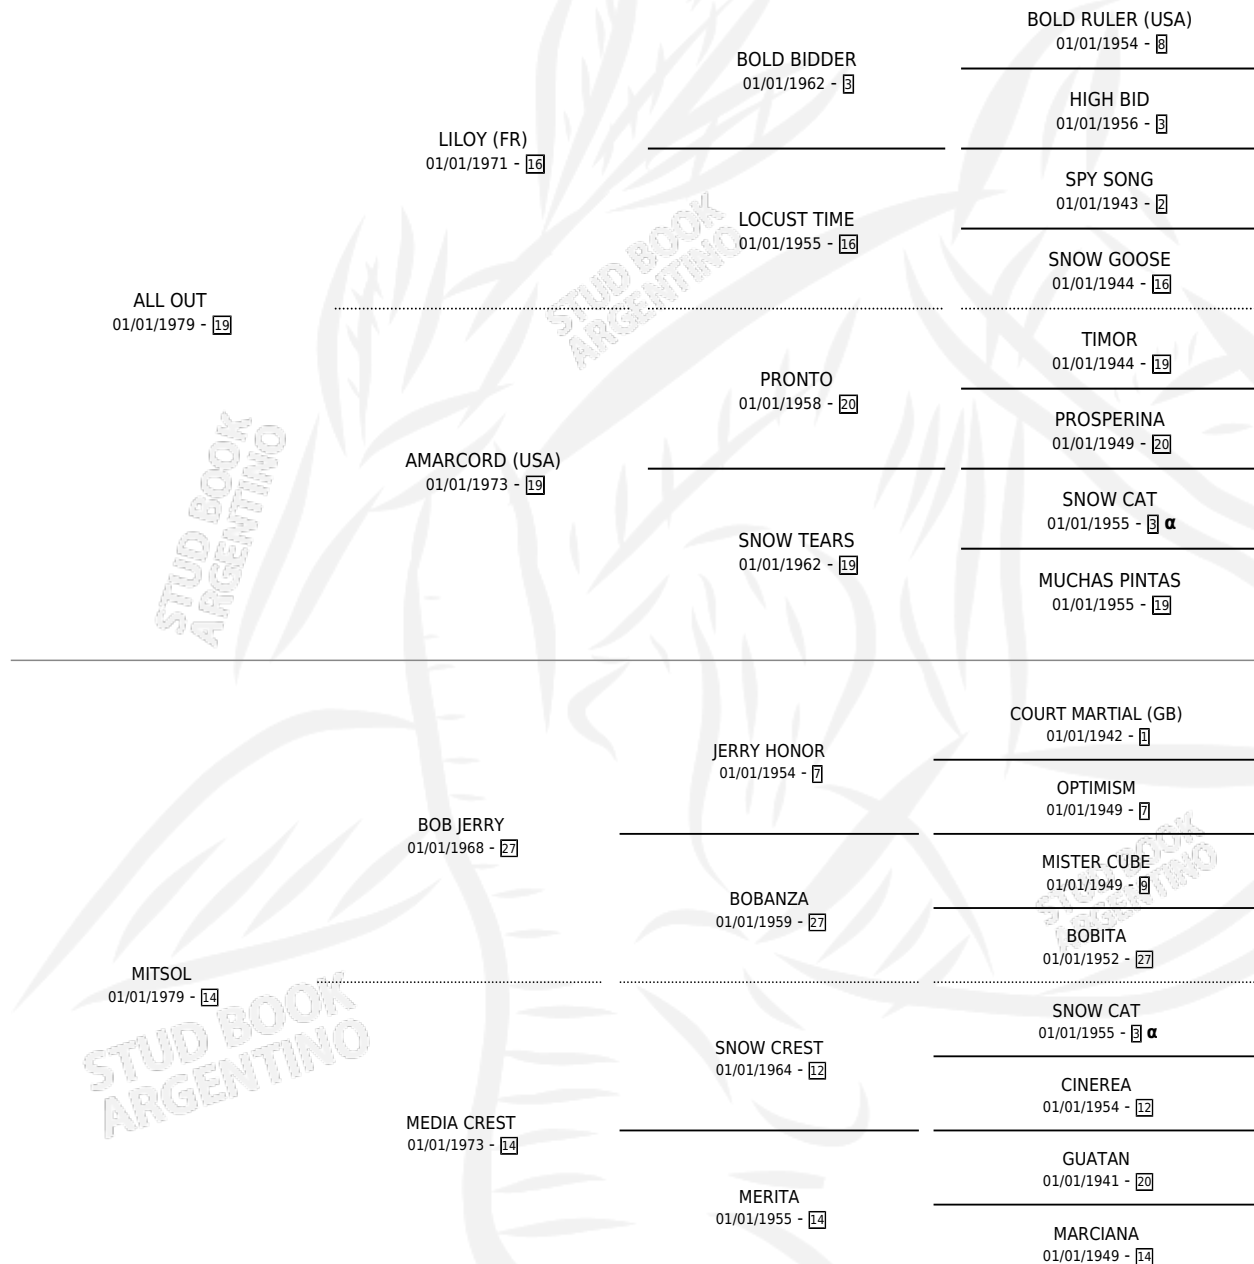 BOLD RULER (USA)
01/01/1954 - 8
BOLD BIDDER
01/01/1962 - 3
HIGH BID
01/01/1956 - 3
LILOY (FR)
01/01/1971 - 16
SPY SONG
01/01/1943 - 2
LOCUST TIME
01/01/1955 - 16
SNOW GOOSE
01/01/1944 - 16
ALL OUT
01/01/1979 - 19
TIMOR
01/01/1944 - 19
PRONTO
01/01/1958 - 20
PROSPERINA
01/01/1949 - 20
AMARCORD (USA)
01/01/1973 - 19
SNOW CAT
01/01/1955 - 3 α
SNOW TEARS
01/01/1962 - 19
MUCHAS PINTAS
01/01/1955 - 19
COURT MARTIAL (GB)
01/01/1942 - 1
JERRY HONOR
01/01/1954 - 7
OPTIMISM
01/01/1949 - 7
BOB JERRY
01/01/1968 - 27
MISTER CUBE
01/01/1949 - 9
BOBANZA
01/01/1959 - 27
BOBITA
01/01/1952 - 27
MITSOL
01/01/1979 - 14
SNOW CAT
01/01/1955 - 3 α
SNOW CREST
01/01/1964 - 12
CINEREA
01/01/1954 - 12
MEDIA CREST
01/01/1973 - 14
GUATAN
01/01/1941 - 20
MERITA
01/01/1955 - 14
MARCIANA
01/01/1949 - 14
STUD BOOK
ARGENTINO
STUD BOOK
ARGENTINO
STUD BOOK
ARGENTINO
STUD BOOK
ARGENTINO